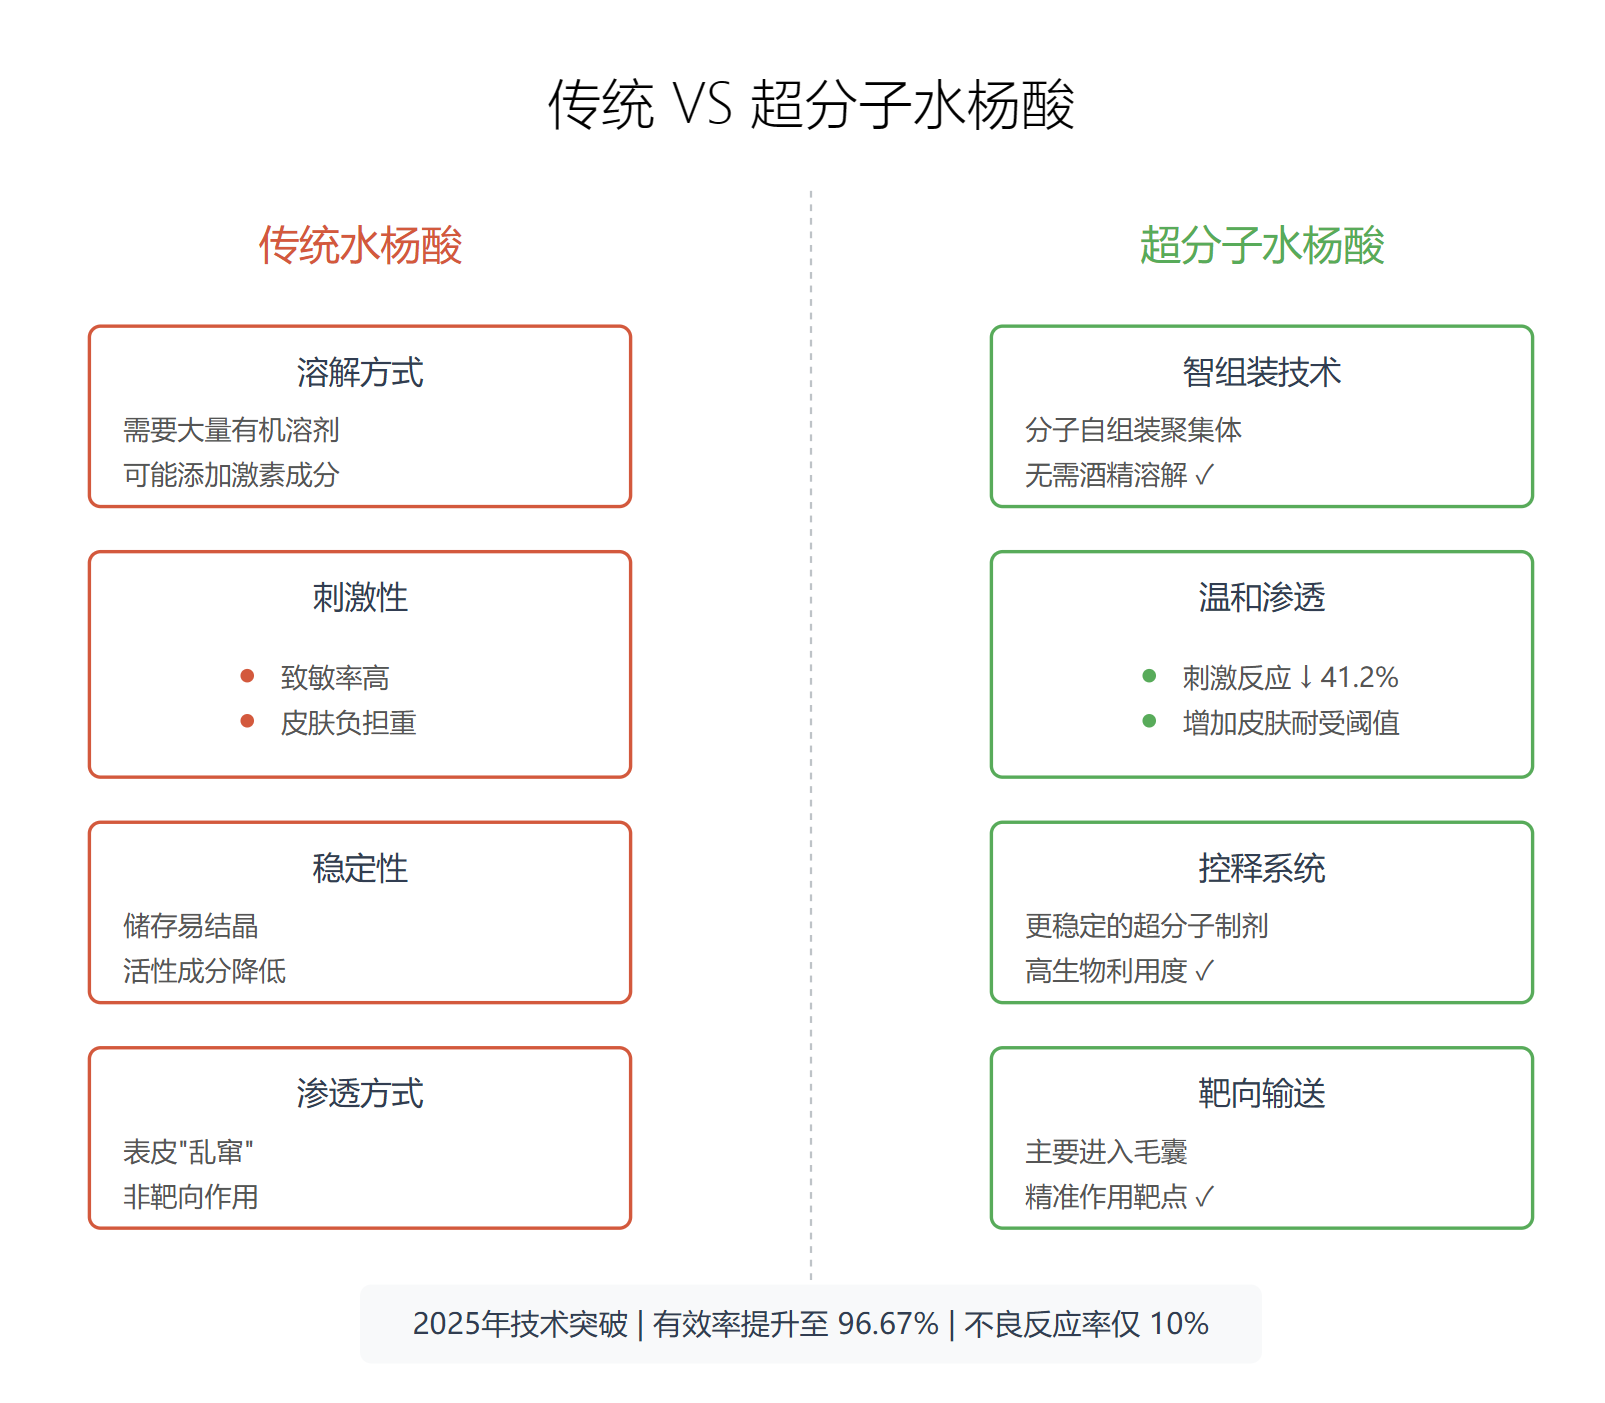 传统 VS 超分子水杨酸
传统水杨酸
溶解方式
需要大量有机溶剂
可能添加激素成分
刺激性
● 致敏率高
● 皮肤负担重
稳定性
储存易结晶
活性成分降低
渗透方式
表皮"乱窜"
非靶向作用
超分子水杨酸
智组装技术
分子自组装聚集体
无需酒精溶解 ✓
温和渗透
● 刺激反应↓41.2%
● 增加皮肤耐受阈值
控释系统
更稳定的超分子制剂
高生物利用度 ✓
靶向输送
主要进入毛囊
精准作用靶点 ✓
2025年技术突破 | 有效率提升至 96.67% | 不良反应率仅 10%